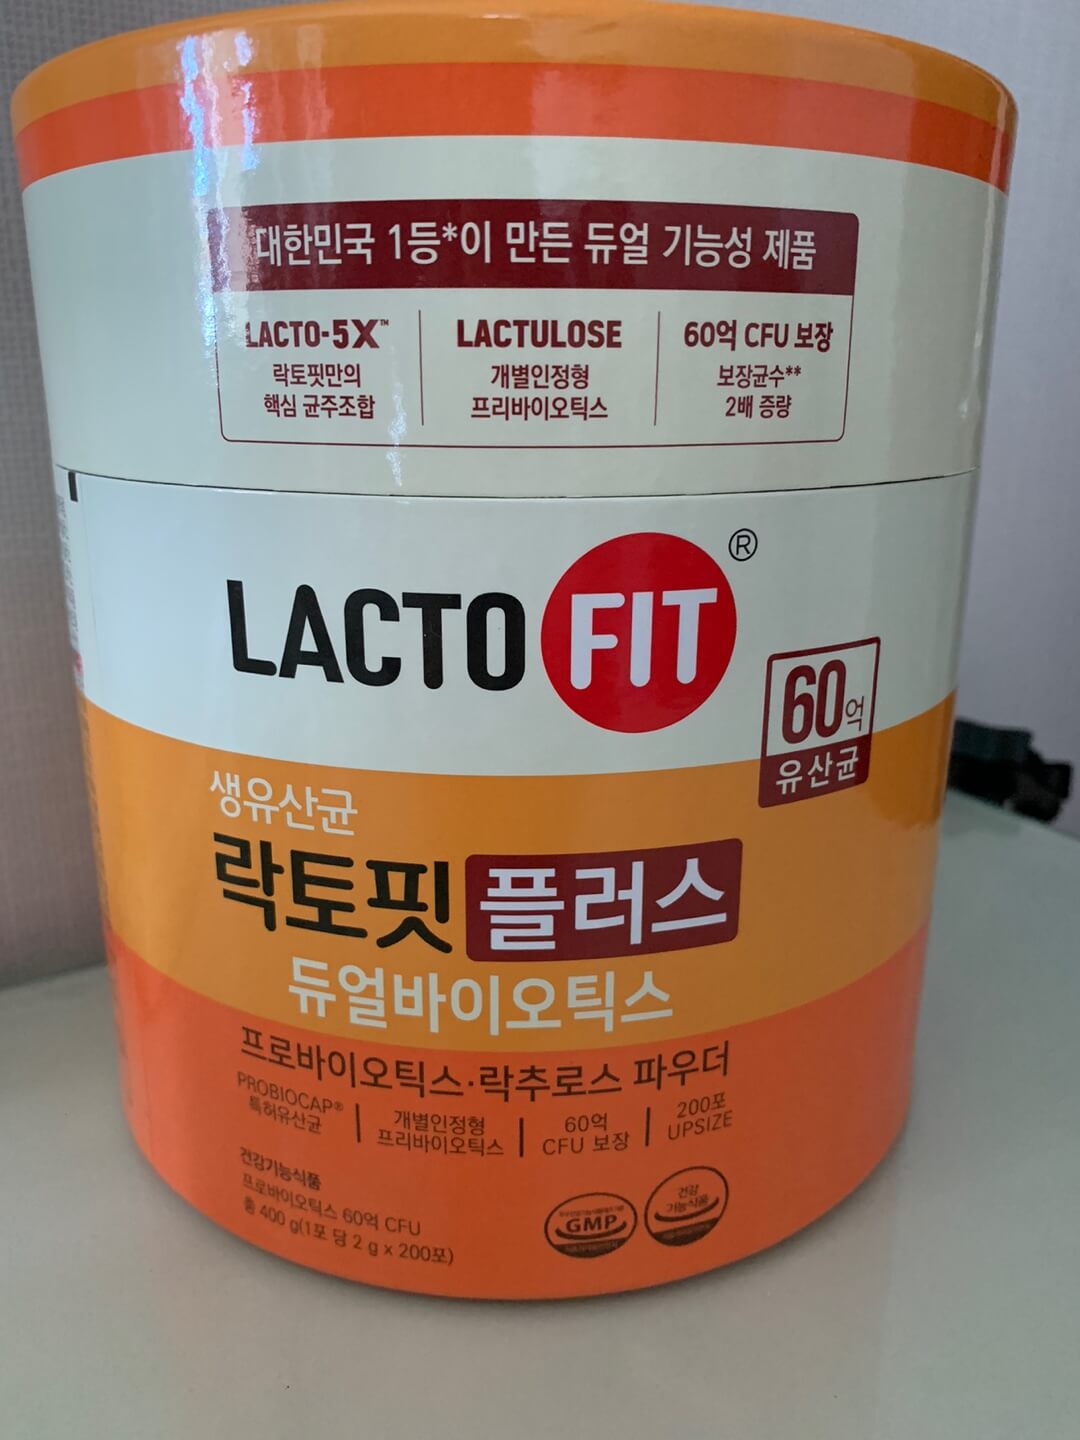 대한민국 1등*이 만든 듀얼 기능성 제품
LACTO-5X™
락토핏만의
핵심 균주조합
LACTULOSE
개별인정형
프리바이오틱스
60억 CFU 보장
보장균수**
2배 증량
LACTO FIT®
60억
유산균
생유산균
락토핏 플러스
듀얼바이오틱스
프로바이오틱스·락추로스 파우더
PROBIOCAP®
특허유산균
개별인정형
프리바이오틱스
60억
CFU 보장
200포
UPSIZE
건강기능식품
프로바이오틱스 60억 CFU
총 400 g(1포 당 2 g x 200포)
GMP
건강
기능식품